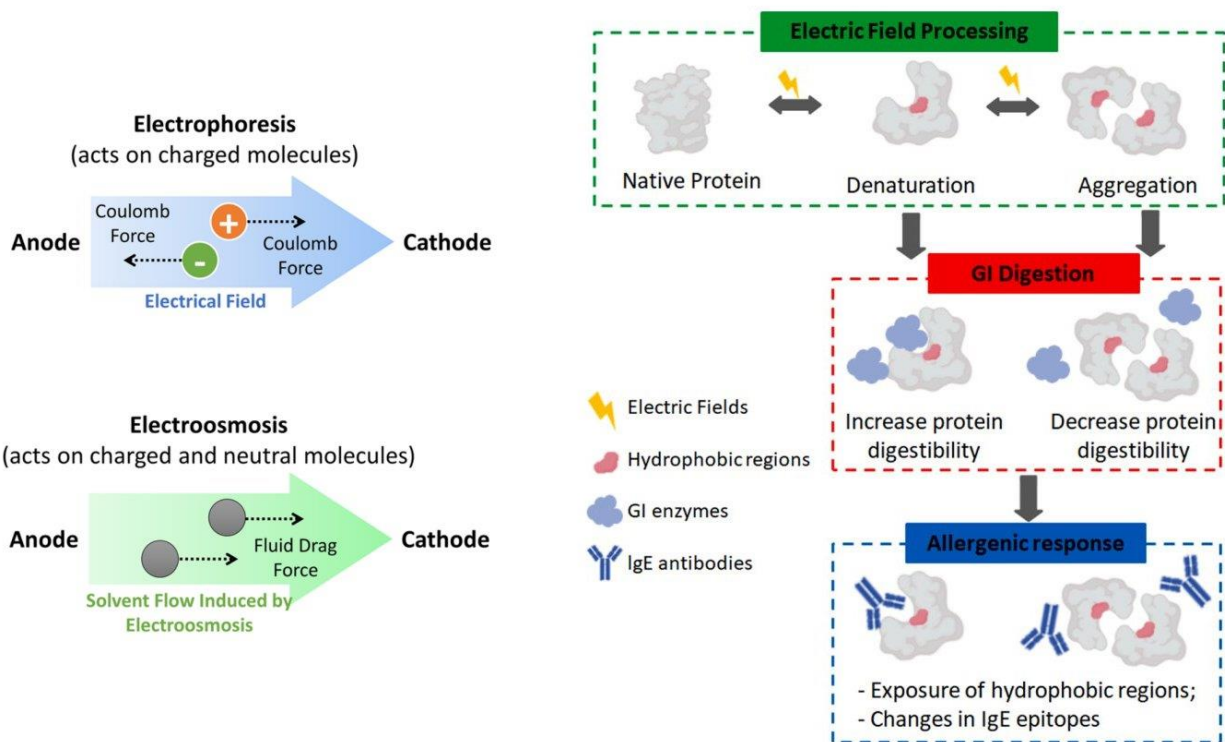 Electrophoresis
(acts on charged molecules)
Coulomb
Force
+
Anode
Cathode
-
Coulomb
Force
Electrical Field
Electroosmosis
(acts on charged and neutral molecules)
Anode
Cathode
Fluid Drag
Force
Solvent Flow Induced by
Electroosmosis
Electric Field Processing
Native Protein
Denaturation
Aggregation
GI Digestion
Increase protein
digestibility
Decrease protein
digestibility
Electric Fields
Hydrophobic regions
GI enzymes
IgE antibodies
Allergenic response
- Exposure of hydrophobic regions;
- Changes in IgE epitopes